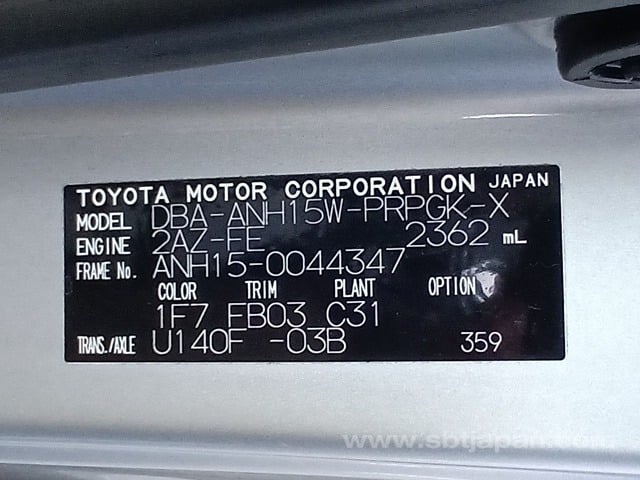 TOYOTA MOTOR CORPORATION JAPAN
MODEL DBA-ANH15W-PRPGK-X
ENGINE 2AZ-FE 2362 mL
FRAME No. ANH15-0044347
COLOR TRIM PLANT OPTION
1F7 FB03 C31
TRANS./AXLE U140F -03B 359
www.sbtjapan.com